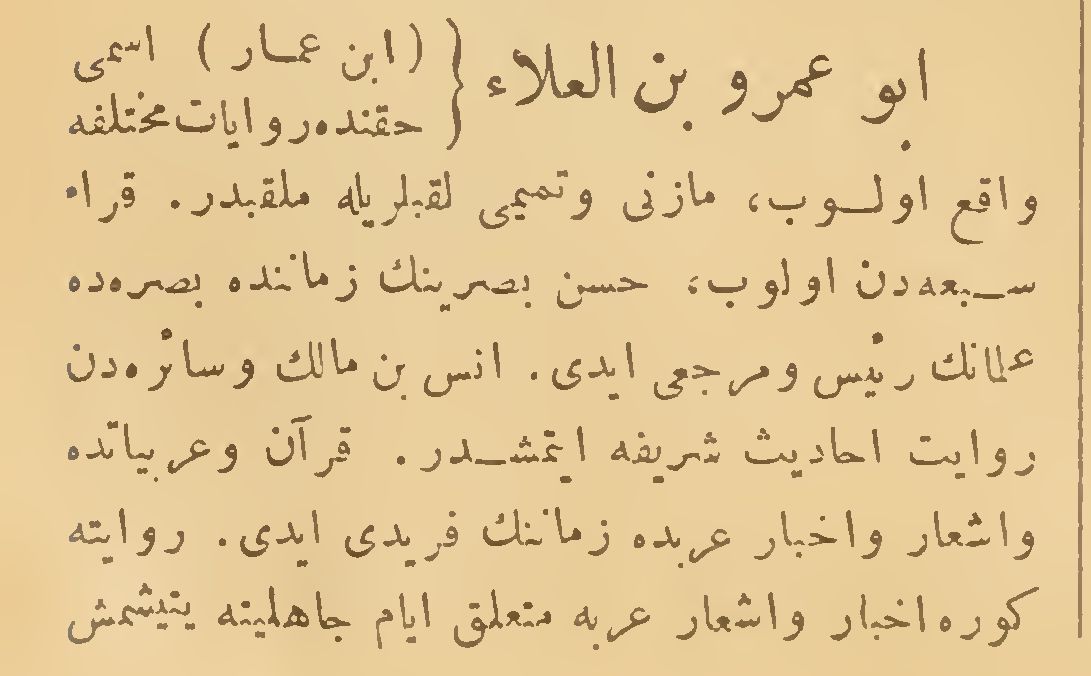 ابو عمرو بن العلاء { (ابن عمار) اسمی
حقنده روایات مختلفه
واقع اولوب، مازنی وتمیمی لقبلریله ملقبدر. قراء
سبعه‌دن اولوب، حسن بصرینك زماننده بصره‌ده
علمانك رئیس ومرجعی ایدی. انس بن مالك وسائره‌دن
روایت احادیث شریفه ایتمشدر. قرآن وعربیاتده
واشعار واخبار عربده زماننك فریدی ایدی. روایته
كوره اخبار واشعار عربه متعلق ایام جاهلیته یتیشمش